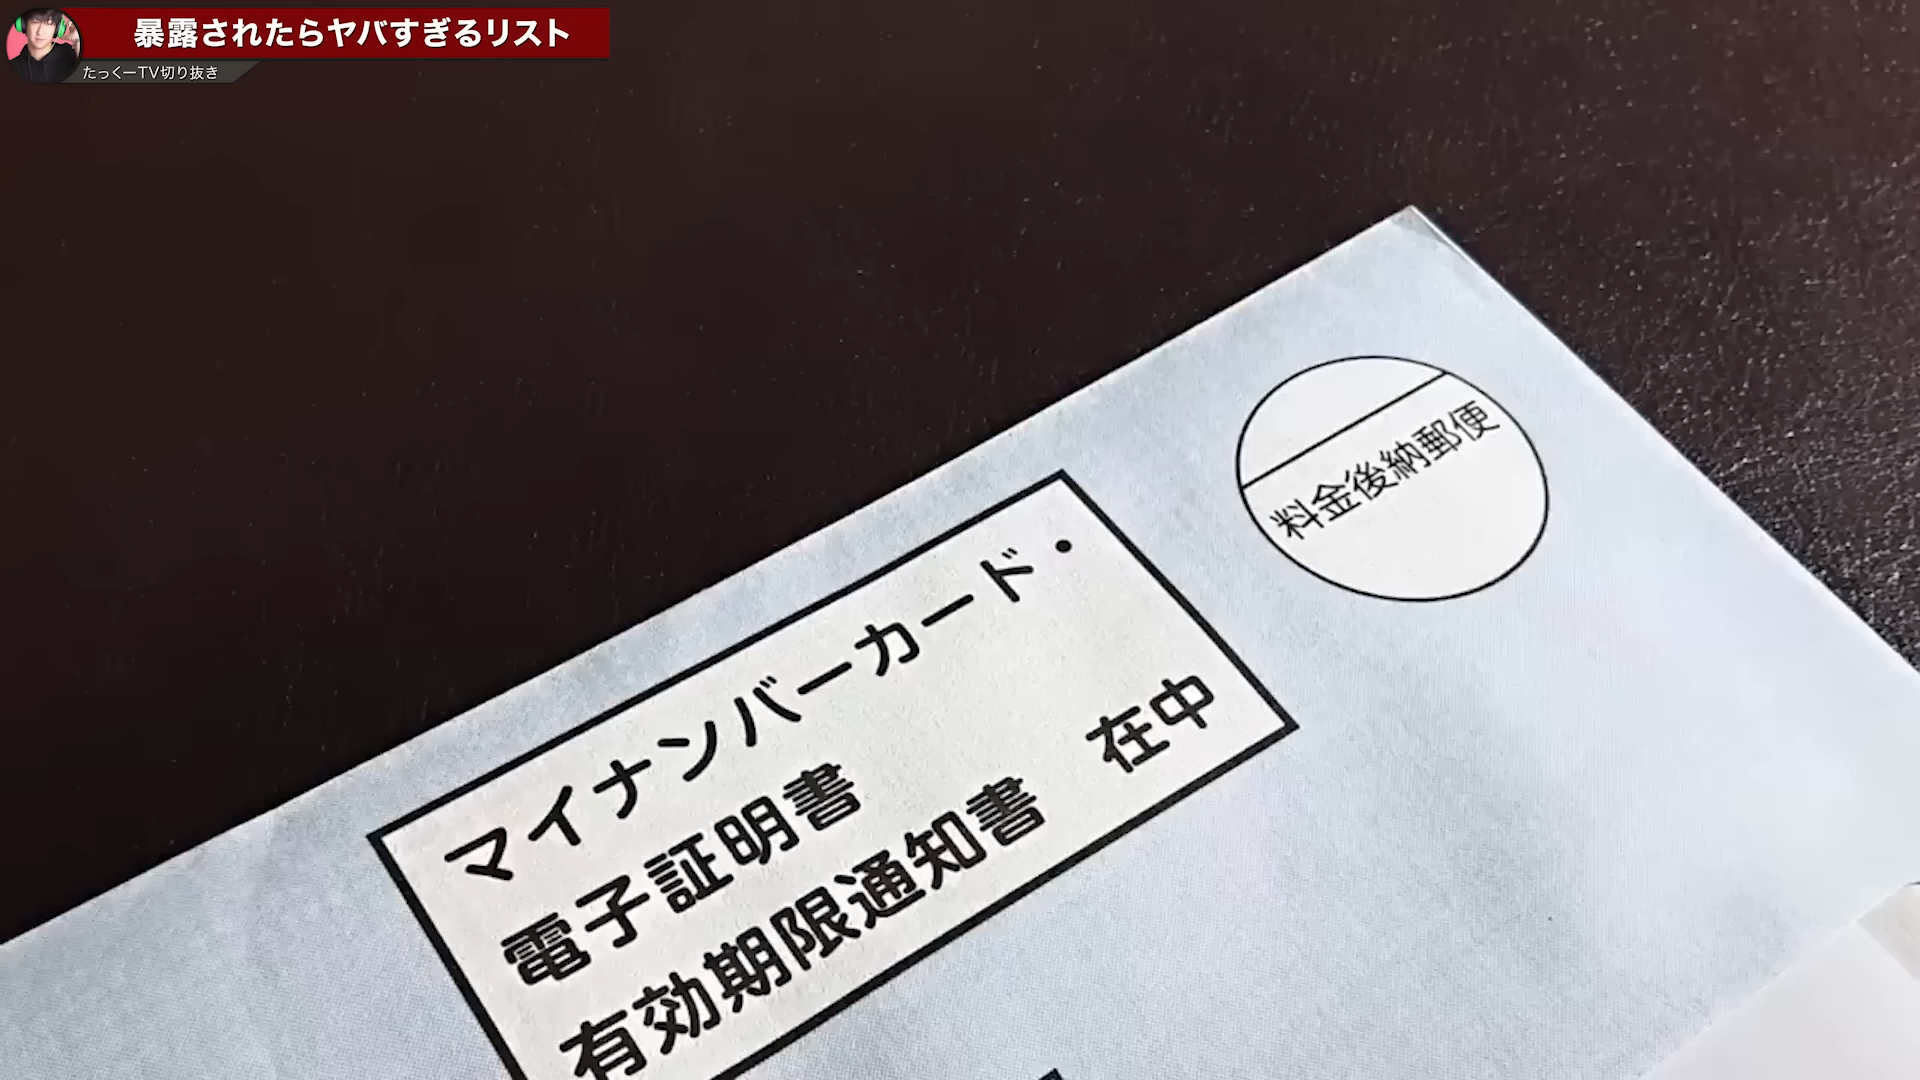 暴露されたらヤバすぎるリスト
たっくーTV切り抜き
料金後納郵便
マイナンバーカード・
電子証明書
有効期限通知書 在中